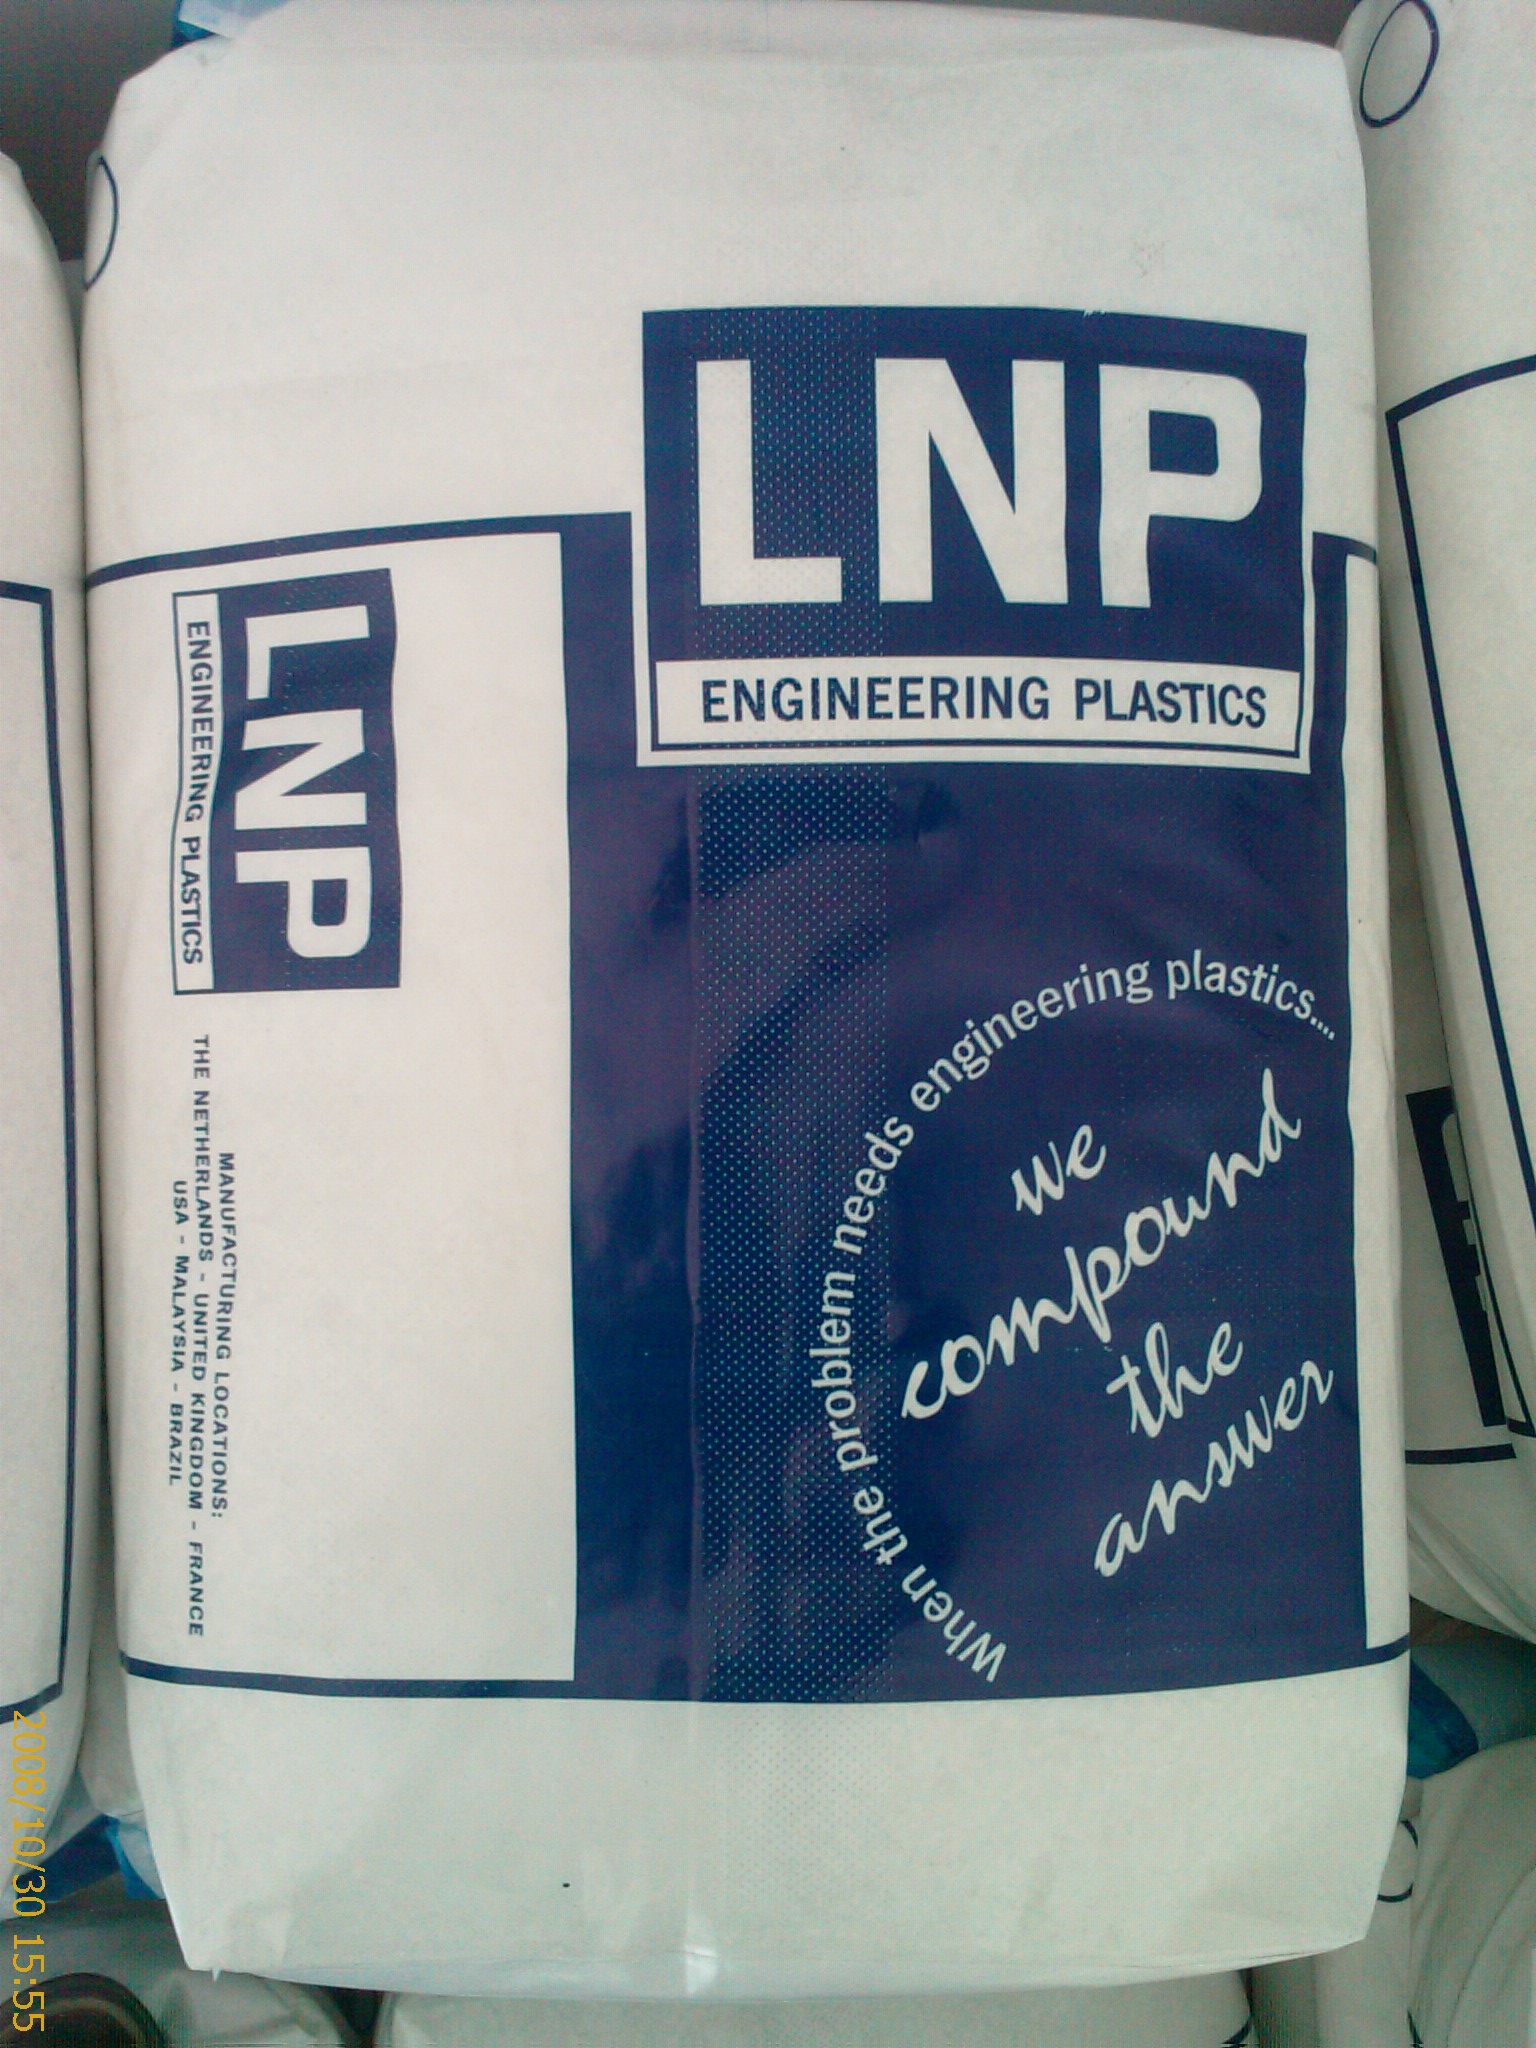 LNP
ENGINEERING PLASTICS
When the problem needs engineering plastics....
we
compound
the
answer
LNP
ENGINEERING PLASTICS
MANUFACTURING LOCATIONS:
THE NETHERLANDS - UNITED KINGDOM - FRANCE
USA - MALAYSIA - BRAZIL
2008/10/30 15:55